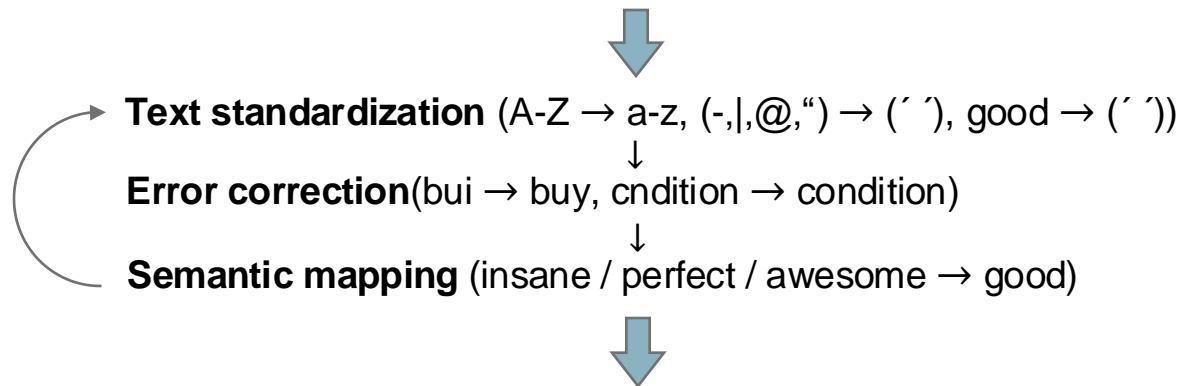 Text standardization (A-Z → a-z, (-,|,@,“) → (´ ´), good → (´ ´))
↓
Error correction(bui → buy, cndition → condition)
↓
Semantic mapping (insane / perfect / awesome → good)